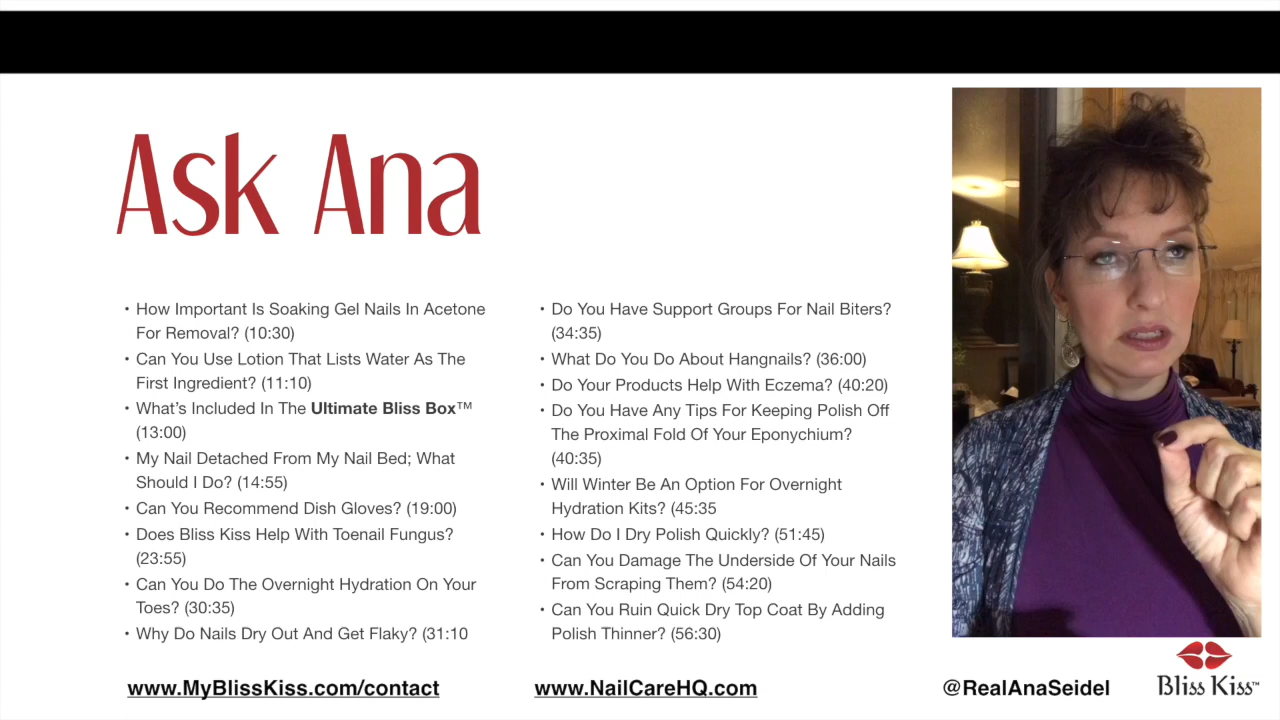 Ask Ana
• How Important Is Soaking Gel Nails In Acetone
For Removal? (10:30)
• Can You Use Lotion That Lists Water As The
First Ingredient? (11:10)
• What's Included In The Ultimate Bliss Box™
(13:00)
• My Nail Detached From My Nail Bed; What
Should I Do? (14:55)
• Can You Recommend Dish Gloves? (19:00)
• Does Bliss Kiss Help With Toenail Fungus?
(23:55)
• Can You Do The Overnight Hydration On Your
Toes? (30:35)
• Why Do Nails Dry Out And Get Flaky? (31:10
• Do You Have Support Groups For Nail Biters?
(34:35)
• What Do You Do About Hangnails? (36:00)
• Do Your Products Help With Eczema? (40:20)
• Do You Have Any Tips For Keeping Polish Off
The Proximal Fold Of Your Eponychium?
(40:35)
• Will Winter Be An Option For Overnight
Hydration Kits? (45:35
• How Do I Dry Polish Quickly? (51:45)
• Can You Damage The Underside Of Your Nails
From Scraping Them? (54:20)
• Can You Ruin Quick Dry Top Coat By Adding
Polish Thinner? (56:30)
www.MyBlissKiss.com/contact
www.NailCareHQ.com
@RealAnaSeidel
Bliss Kiss™